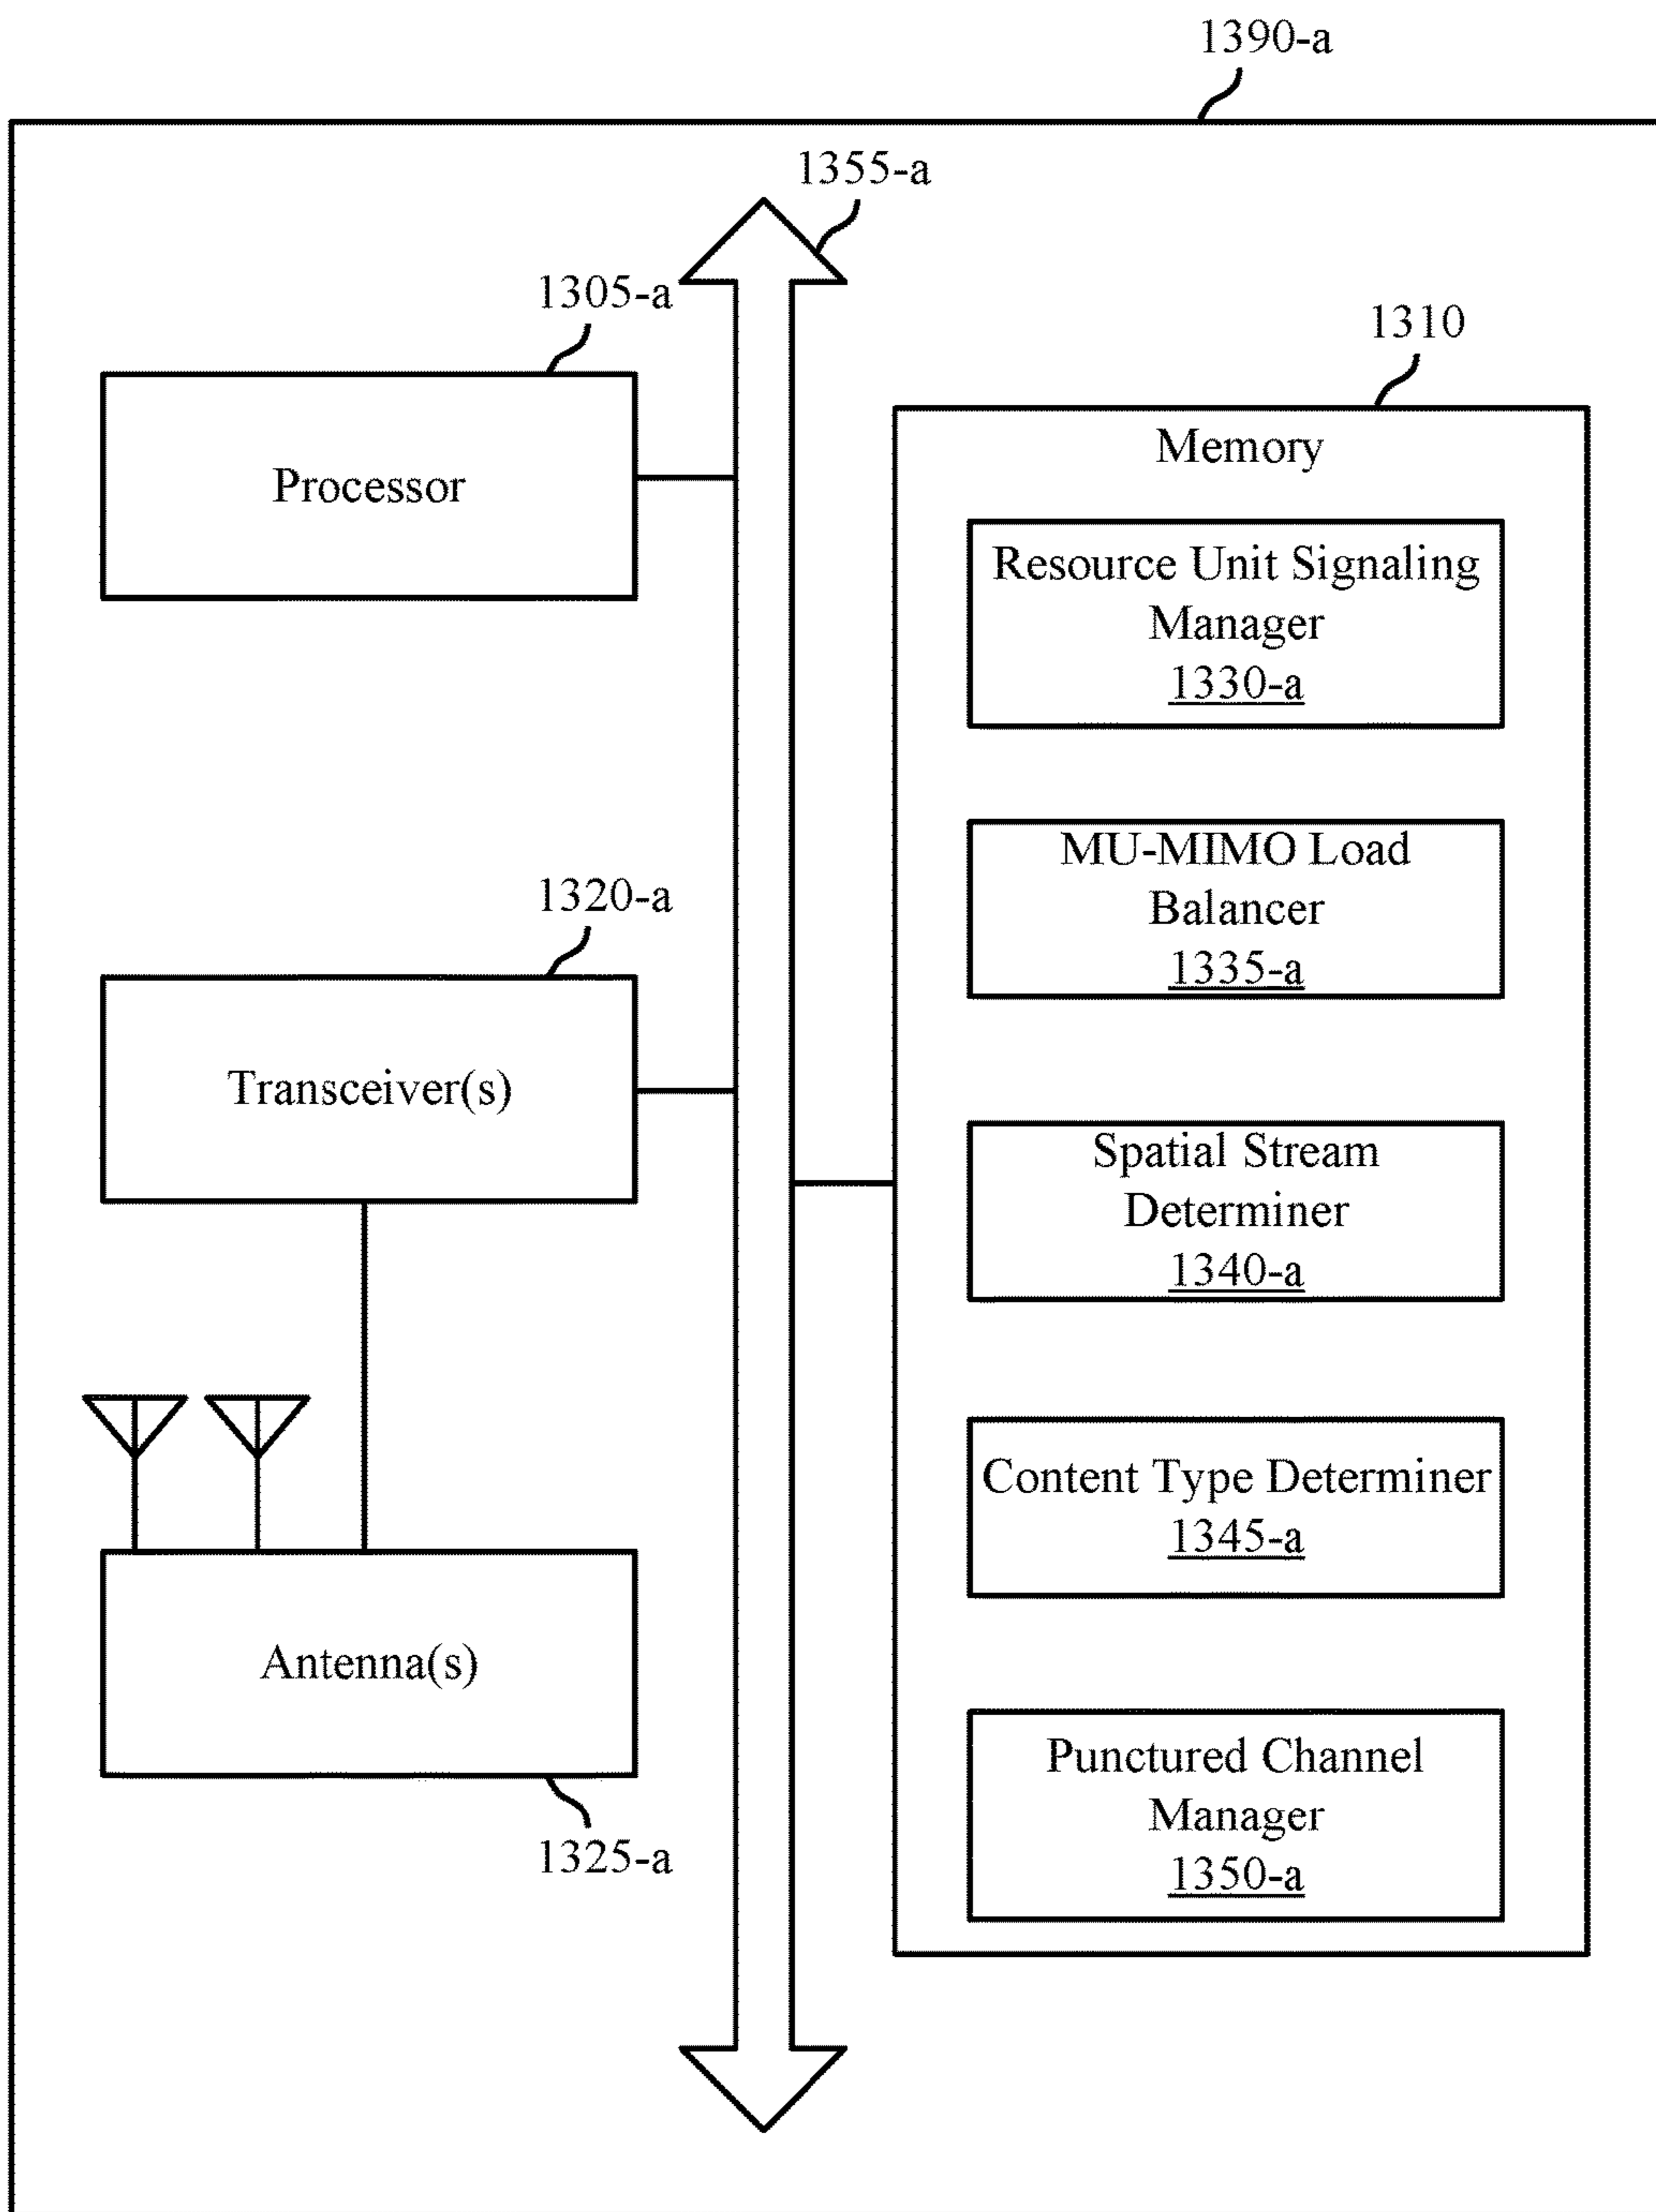 1390-a
1355-a
1305-a
Processor
1310
Memory
Resource Unit Signaling
Manager
1330-a
MU-MIMO Load
Balancer
1335-a
1320-a
Transceiver(s)
Spatial Stream
Determiner
1340-a
Content Type Determiner
1345-a
Antenna(s)
1325-a
Punctured Channel
Manager
1350-a